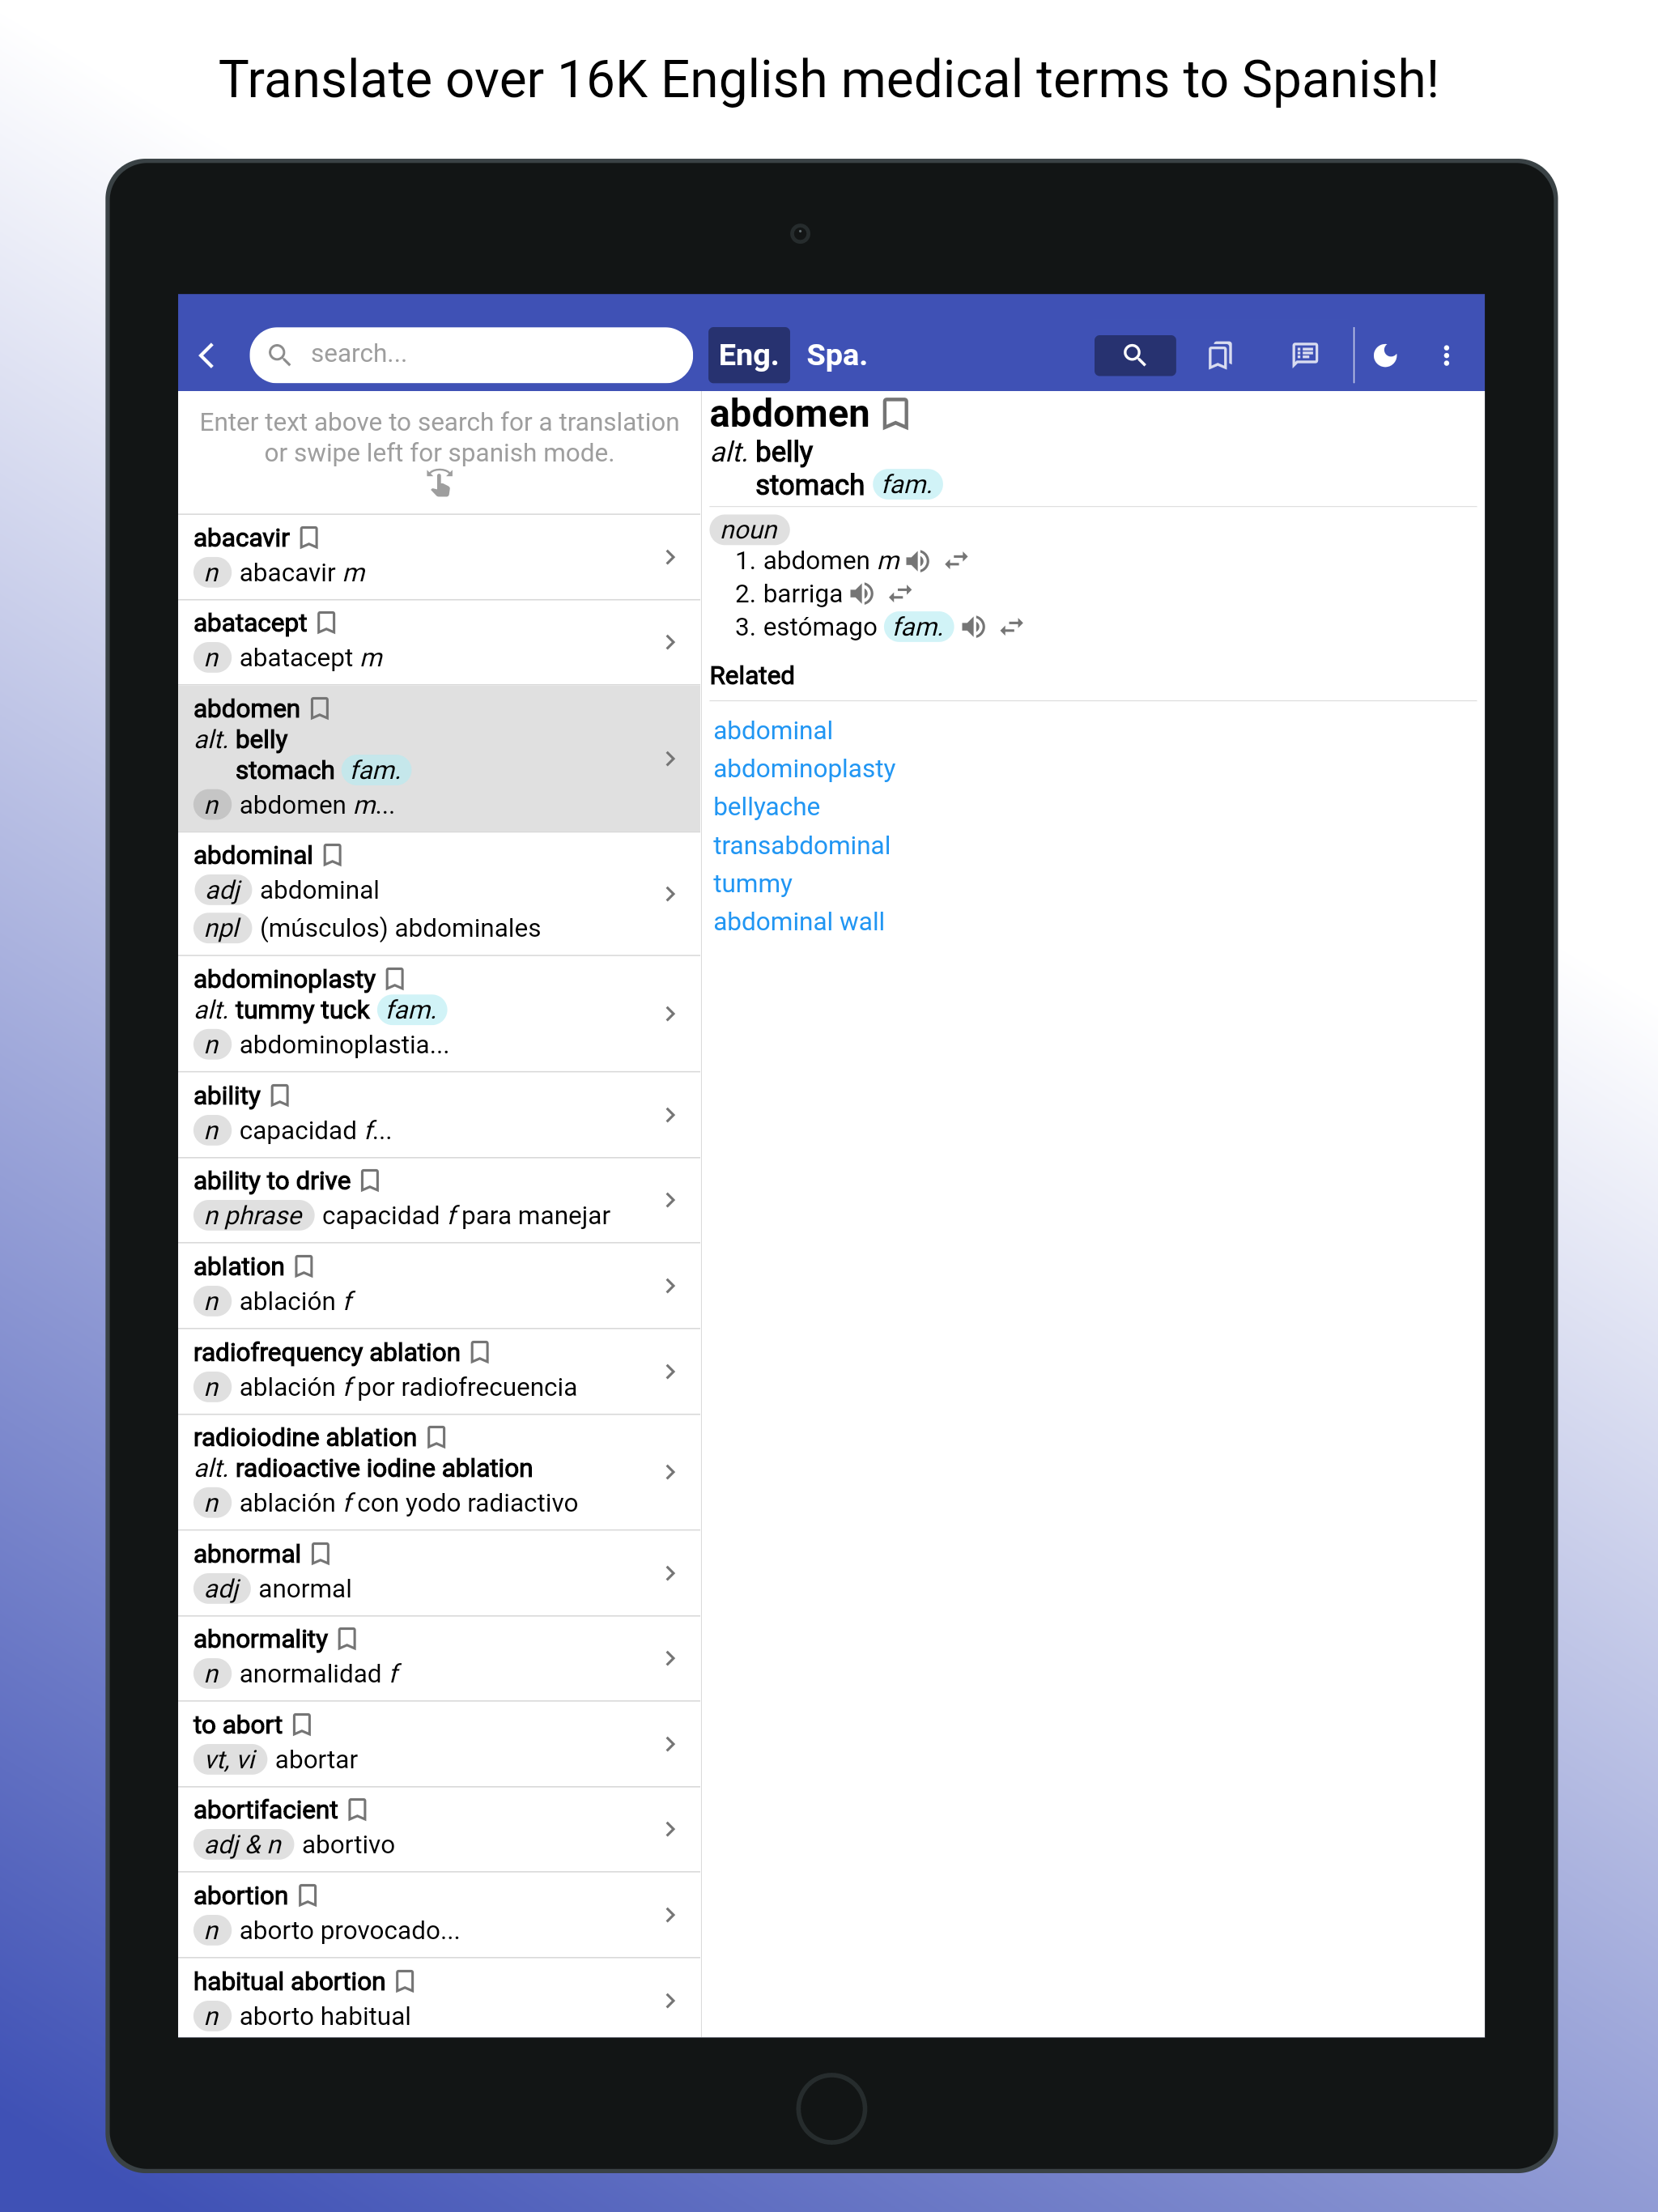 Translate over 16K English medical terms to Spanish!
search...
Eng. Spa.
Enter text above to search for a translation
or swipe left for spanish mode.
abacavir
n abacavir m
abatacept
n abatacept m
abdomen
alt. belly
stomach fam.
n abdomen m...
abdominal
adj abdominal
npl (músculos) abdominales
abdominoplasty
alt. tummy tuck fam.
n abdominoplastia...
ability
n capacidad f...
ability to drive
n phrase capacidad f para manejar
ablation
n ablación f
radiofrequency ablation
n ablación f por radiofrecuencia
radioiodine ablation
alt. radioactive iodine ablation
n ablación f con yodo radiactivo
abnormal
adj anormal
abnormality
n anormalidad f
to abort
vt, vi abortar
abortifacient
adj & n abortivo
abortion
n aborto provocado...
habitual abortion
n aborto habitual
abdomen
alt. belly
stomach fam.
noun
1. abdomen m
2. barriga
3. estómago fam.
Related
abdominal
abdominoplasty
bellyache
transabdominal
tummy
abdominal wall